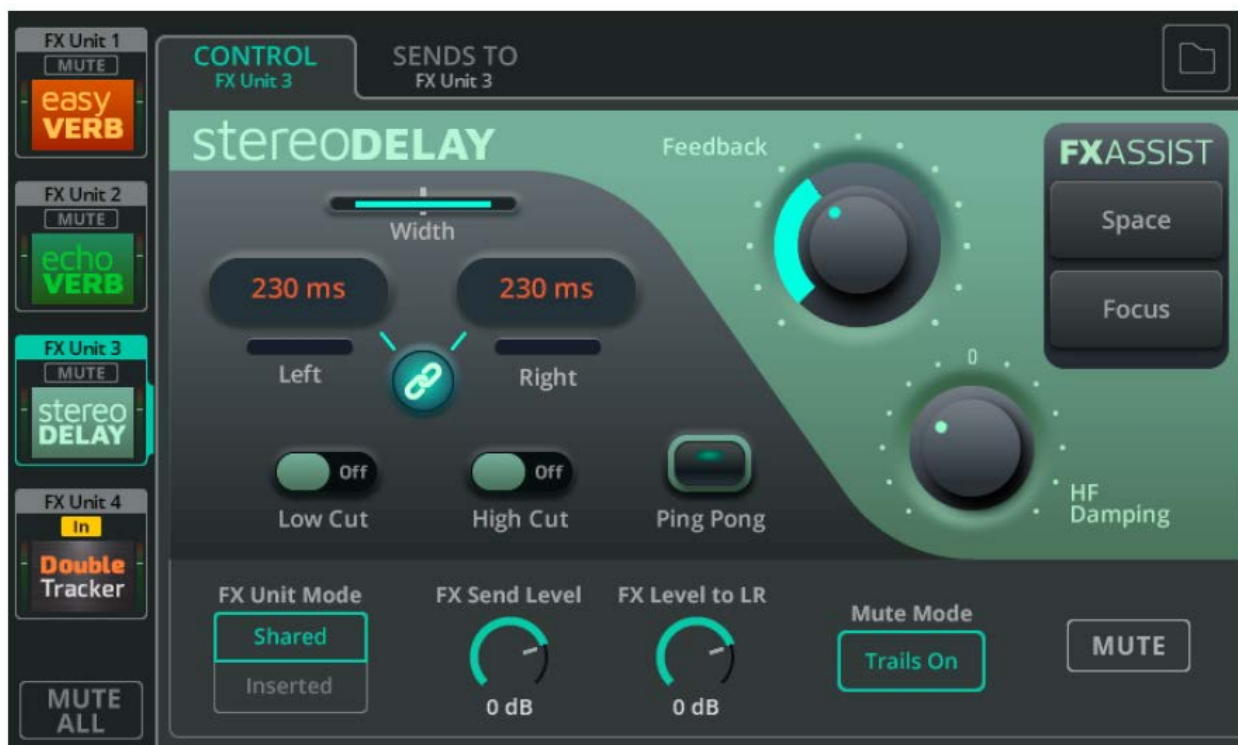 FX Unit 1
MUTE
easy
VERB
FX Unit 2
MUTE
echo
VERB
FX Unit 3
MUTE
stereo
DELAY
FX Unit 4
In
Double
Tracker
MUTE
ALL
CONTROL
FX Unit 3
SENDS TO
FX Unit 3
stereoDELAY
Width
230 ms
230 ms
Left
Right
Off
Low Cut
Off
High Cut
Ping Pong
Feedback
0
HF
Damping
FXASSIST
Space
Focus
FX Unit Mode
Shared
Inserted
FX Send Level
0 dB
FX Level to LR
0 dB
Mute Mode
Trails On
MUTE